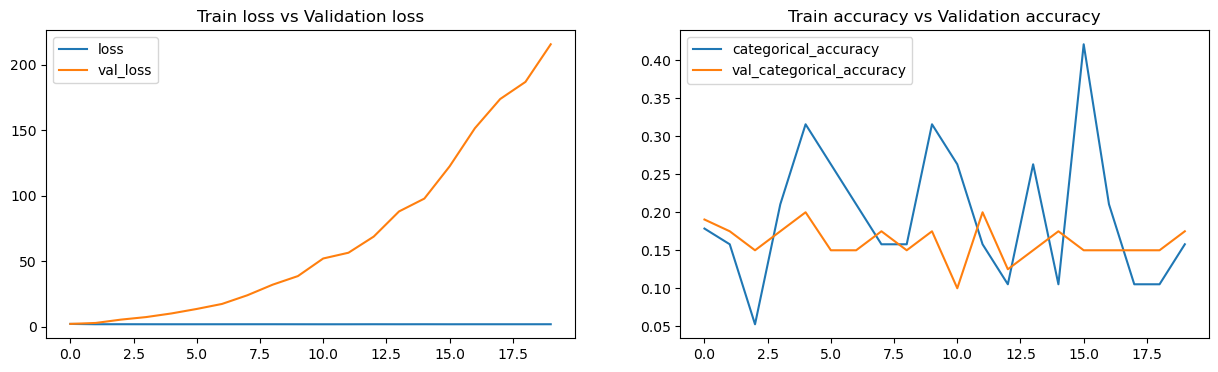 Train loss vs Validation loss
loss
val_loss
200
150
100
50
0
0.0 2.5 5.0 7.5 10.0 12.5 15.0 17.5
Train accuracy vs Validation accuracy
categorical_accuracy
val_categorical_accuracy
0.40
0.35
0.30
0.25
0.20
0.15
0.10
0.05
0.0 2.5 5.0 7.5 10.0 12.5 15.0 17.5